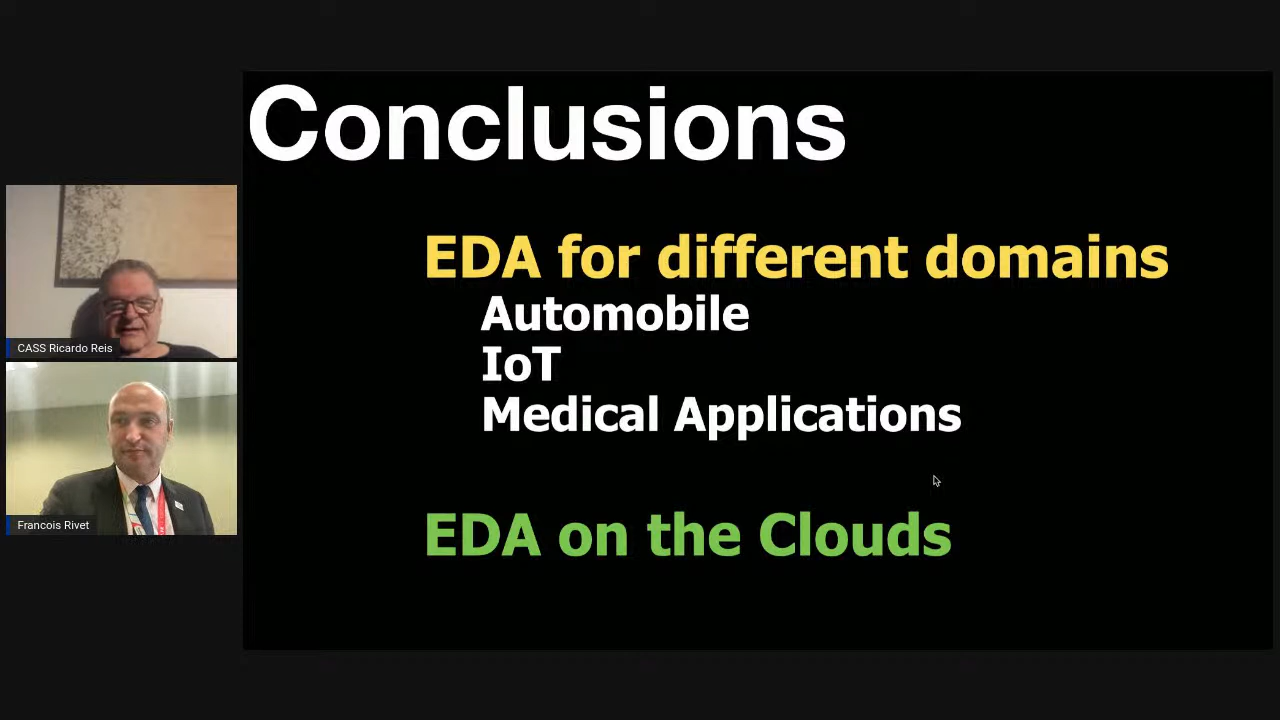 Conclusions
EDA for different domains
Automobile
IoT
Medical Applications
EDA on the Clouds
CASS Ricardo Reis
Francois Rivet